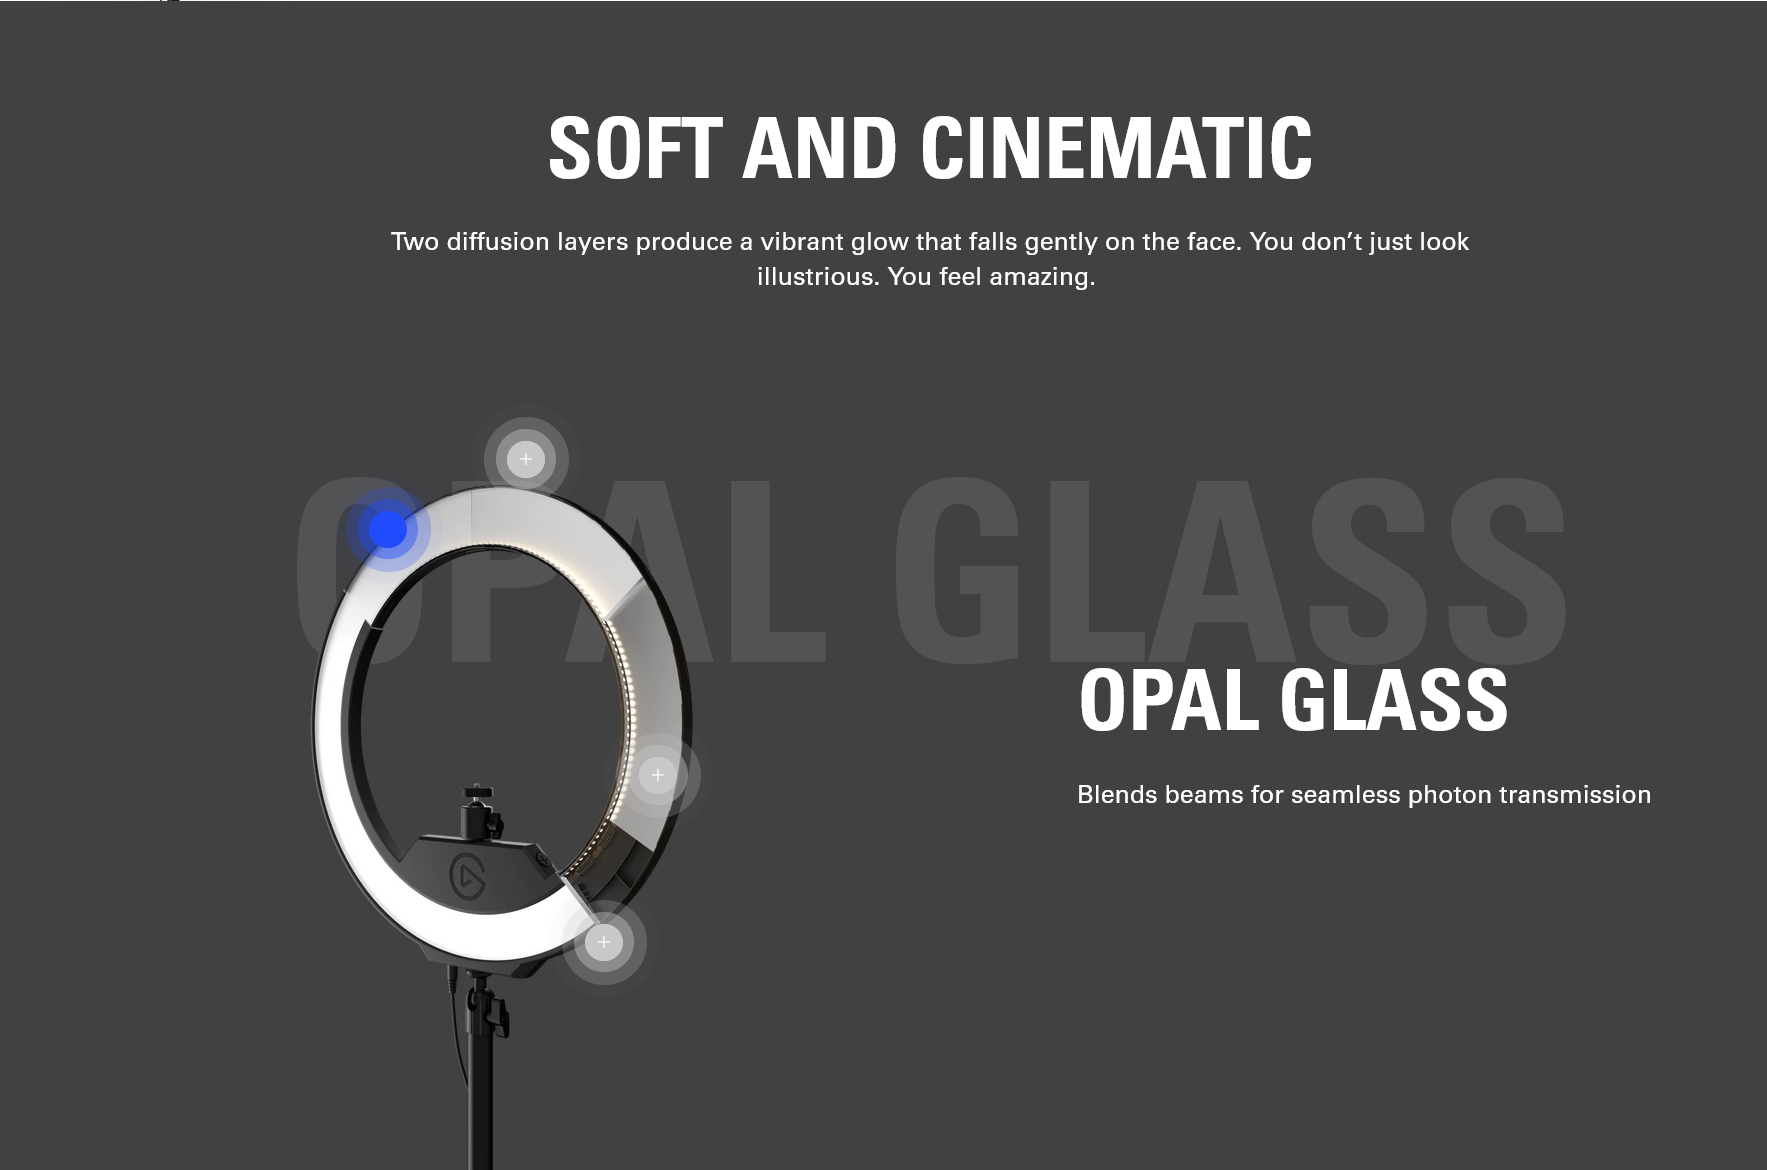 SOFT AND CINEMATIC
Two diffusion layers produce a vibrant glow that falls gently on the face. You don’t just look
illustrious. You feel amazing.
OPAL GLASS
OPAL GLASS
Blends beams for seamless photon transmission